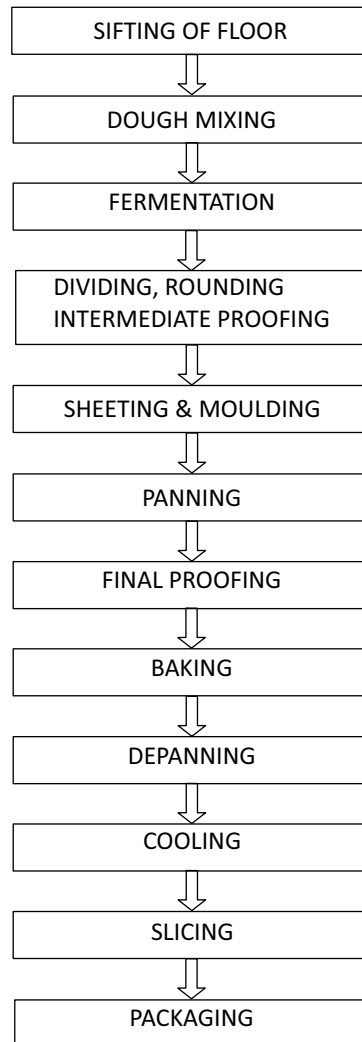 SIFTING OF FLOOR
DOUGH MIXING
FERMENTATION
DIVIDING, ROUNDING
INTERMEDIATE PROOFING
SHEETING & MOULDING
PANNING
FINAL PROOFING
BAKING
DEPANNING
COOLING
SLICING
PACKAGING